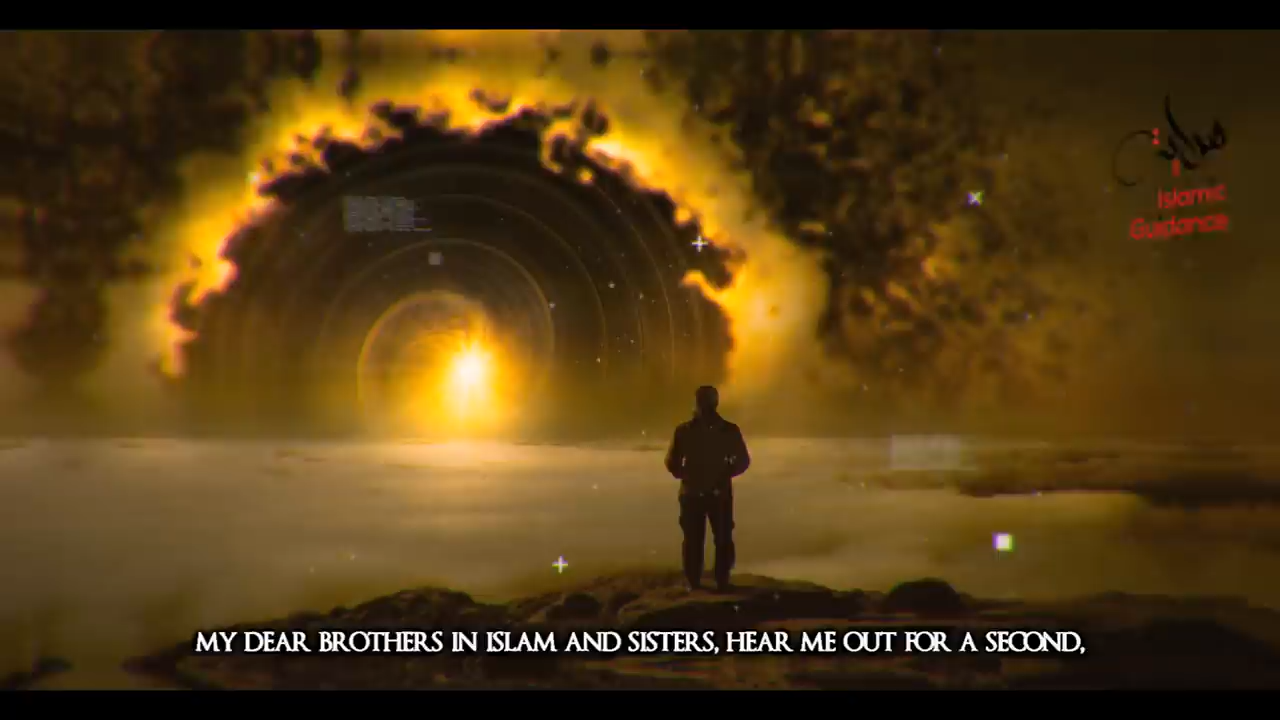 Islamic
Guidance
MY DEAR BROTHERS IN ISLAM AND SISTERS, HEAR ME OUT FOR A SECOND,